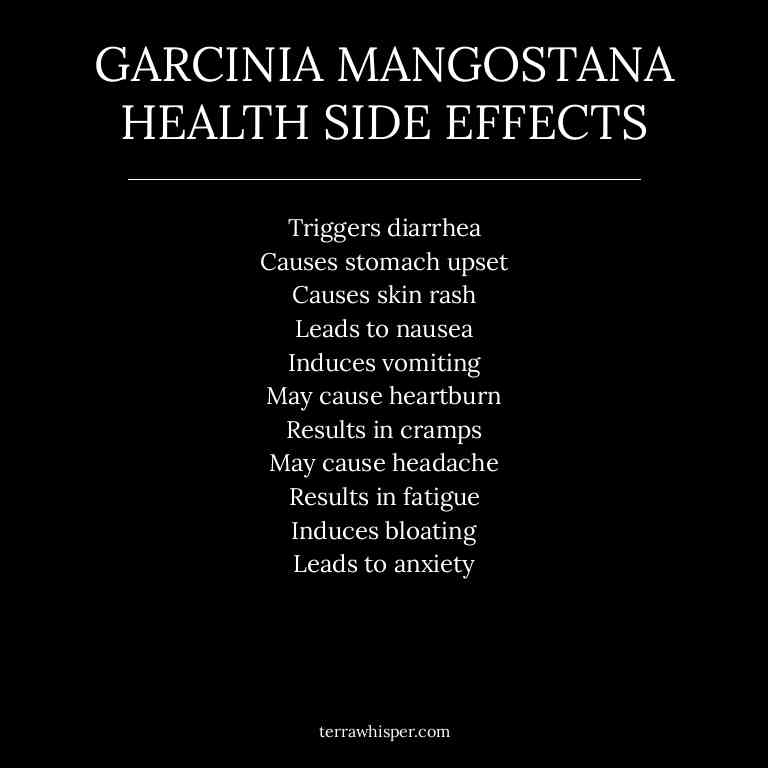 GARCINIA MANGOSTANA
HEALTH SIDE EFFECTS
Triggers diarrhea
Causes stomach upset
Causes skin rash
Leads to nausea
Induces vomiting
May cause heartburn
Results in cramps
May cause headache
Results in fatigue
Induces bloating
Leads to anxiety
terrawhisper.com